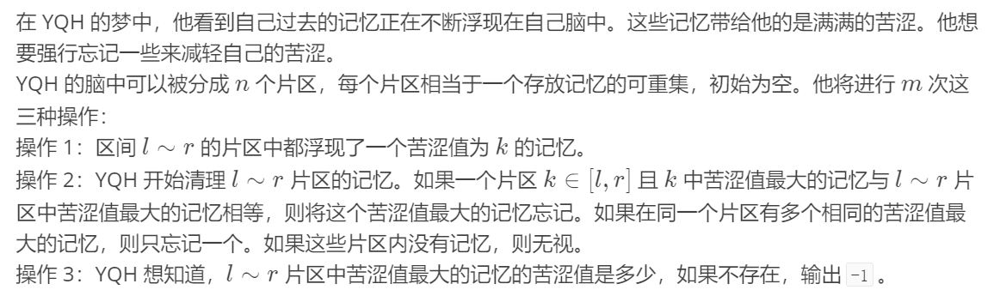 在 YQH 的梦中，他看到自己过去的记忆正在不断浮现在自己脑中。这些记忆带给他的是满满的苦涩。他想
要强行忘记一些来减轻自己的苦涩。
YQH 的脑中可以被分成 n 个片区，每个片区相当于一个存放记忆的可重集，初始为空。他将进行 m 次这
三种操作：
操作 1：区间 l ∼ r 的片区中都浮现了一个苦涩值为 k 的记忆。
操作 2：YQH 开始清理 l ∼ r 片区的记忆。如果一个片区 k ∈ [l, r] 且 k 中苦涩值最大的记忆与 l ∼ r 片
区中苦涩值最大的记忆相等，则将这个苦涩值最大的记忆忘记。如果在同一个片区有多个相同的苦涩值最
大的记忆，则只忘记一个。如果这些片区内没有记忆，则无视。
操作 3：YQH 想知道，l ∼ r 片区中苦涩值最大的记忆的苦涩值是多少，如果不存在，输出 -1 。